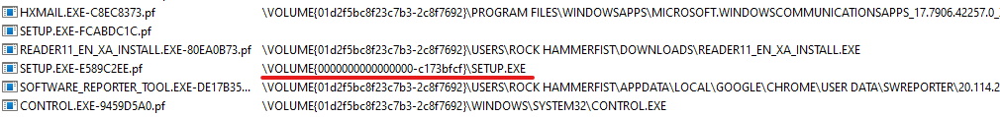 HXMAIL.EXE-C8EC8373.pf \VOLUME{01d2f5bc8f23c7b3-2c8f7692}\PROGRAM FILES\WINDOWSAPPS\MICROSOFT.WINDOWSCOMMUNICATIONSAPPS_17.7906.42257.0_
SETUP.EXE-FCABDC1C.pf
READER11_EN_XA_INSTALL.EXE-80EA0B73.pf \VOLUME{01d2f5bc8f23c7b3-2c8f7692}\USERS\ROCK HAMMERFIST\DOWNLOADS\READER11_EN_XA_INSTALL.EXE
SETUP.EXE-E589C2EE.pf \VOLUME{0000000000000000-c173bfcf}\SETUP.EXE
SOFTWARE_REPORTER_TOOL.EXE-DE17B35... \VOLUME{01d2f5bc8f23c7b3-2c8f7692}\USERS\ROCK HAMMERFIST\APPDATA\LOCAL\GOOGLE\CHROME\USER DATA\SWREPORTER\20.114.2
CONTROL.EXE-9459D5A0.pf \VOLUME{01d2f5bc8f23c7b3-2c8f7692}\WINDOWS\SYSTEM32\CONTROL.EXE